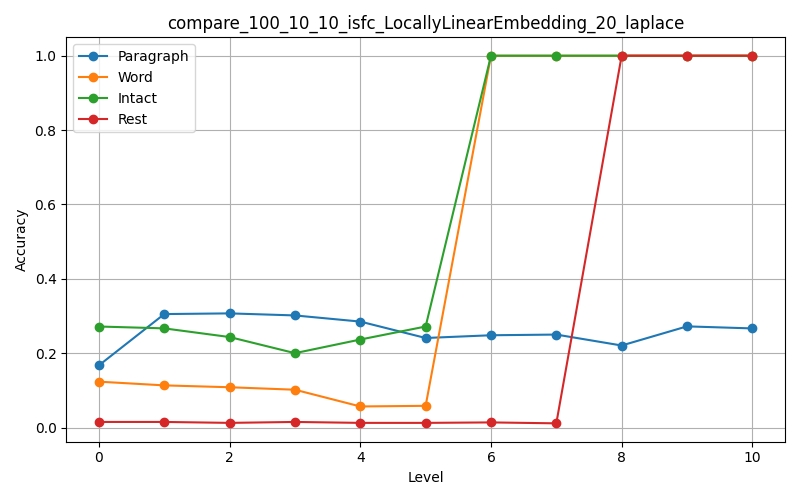 compare_100_10_10_isfc_LocallyLinearEmbedding_20_laplace
Paragraph
Word
Intact
Rest
Accuracy
1.0
0.8
0.6
0.4
0.2
0.0
0 2 4 6 8 10
Level